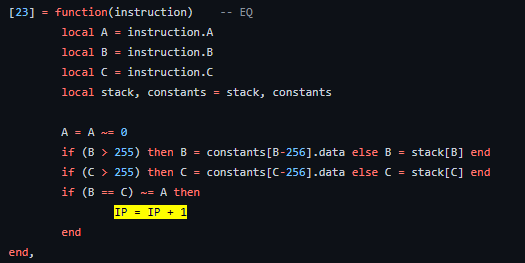 [23] = function(instruction)    -- EQ
        local A = instruction.A
        local B = instruction.B
        local C = instruction.C
        local stack, constants = stack, constants

        A = A ~= 0
        if (B > 255) then B = constants[B-256].data else B = stack[B] end
        if (C > 255) then C = constants[C-256].data else C = stack[C] end
        if (B == C) ~= A then
                IP = IP + 1
        end
end,